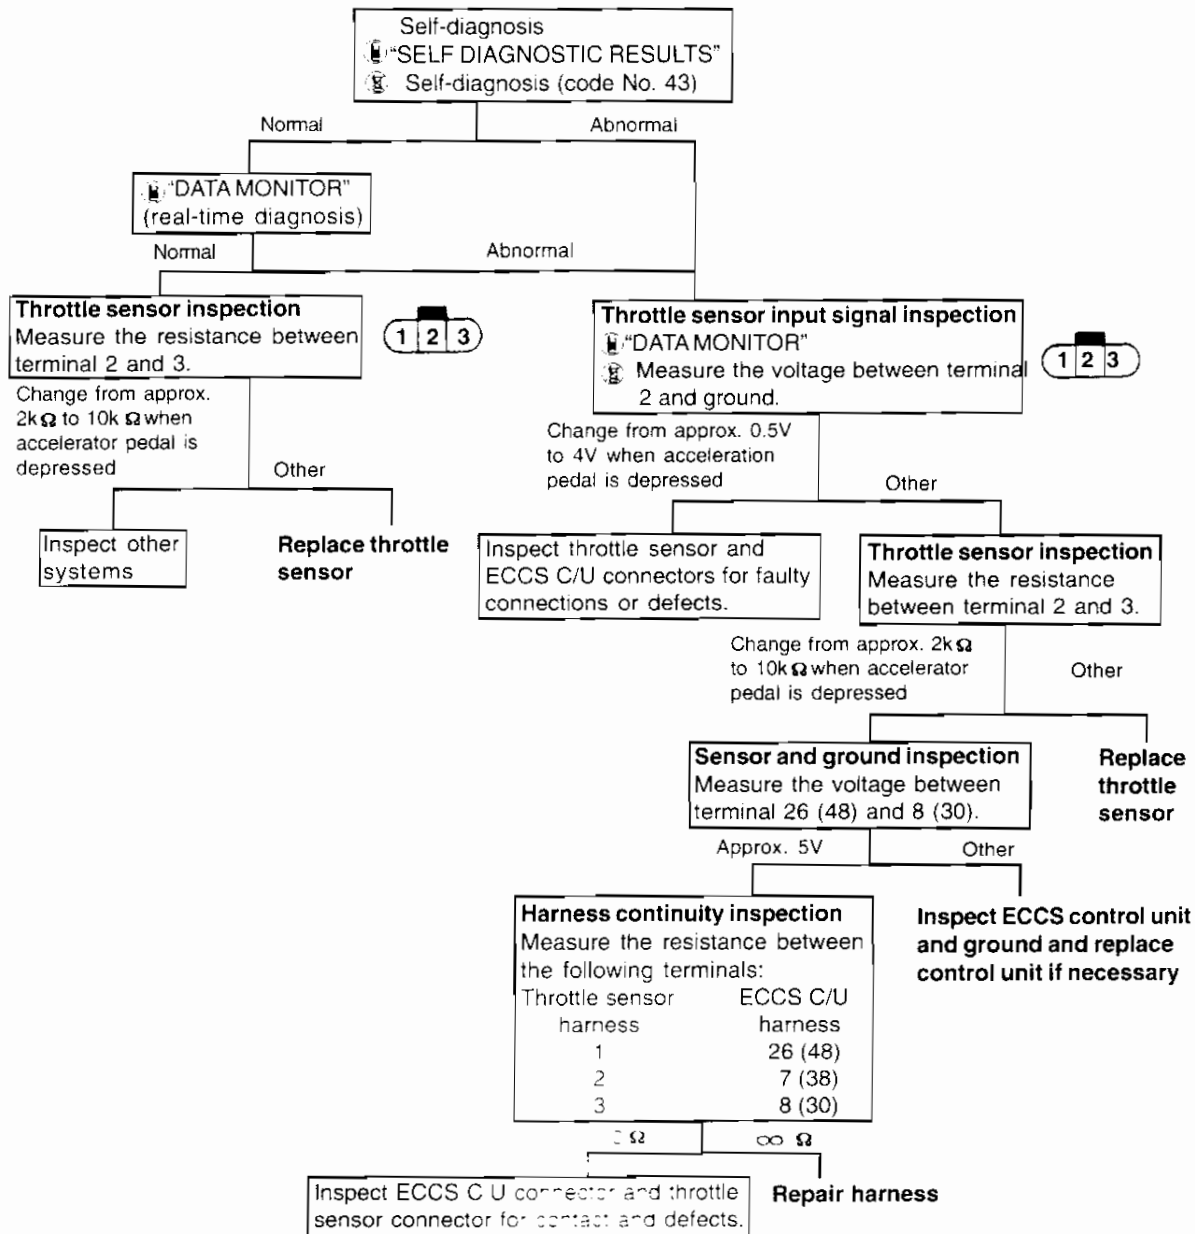 Self-diagnosis
"SELF DIAGNOSTIC RESULTS"
Self-diagnosis (code No. 43)
Normal
Abnormal
"DATA MONITOR"
(real-time diagnosis)
Normal
Abnormal
Throttle sensor inspection
Measure the resistance between
terminal 2 and 3.
1 2 3
Throttle sensor input signal inspection
"DATA MONITOR"
Measure the voltage between terminal
2 and ground.
1 2 3
Change from approx.
2kΩ to 10k Ω when
accelerator pedal is
depressed
Other
Change from approx. 0.5V
to 4V when acceleration
pedal is depressed
Other
Inspect other
systems
Replace throttle
sensor
Inspect throttle sensor and
ECCS C/U connectors for faulty
connections or defects.
Throttle sensor inspection
Measure the resistance
between terminal 2 and 3.
Change from approx. 2kΩ
to 10kΩ when accelerator
pedal is depressed
Other
Sensor and ground inspection
Measure the voltage between
terminal 26 (48) and 8 (30).
Replace
throttle
sensor
Approx. 5V
Other
Harness continuity inspection
Measure the resistance between
the following terminals:
Throttle sensor ECCS C/U
harness harness
1 26 (48)
2 7 (38)
3 8 (30)
Inspect ECCS control unit
and ground and replace
control unit if necessary
Ω
∞ Ω
Inspect ECCS C U connector and throttle
sensor connector for contact and defects.
Repair harness